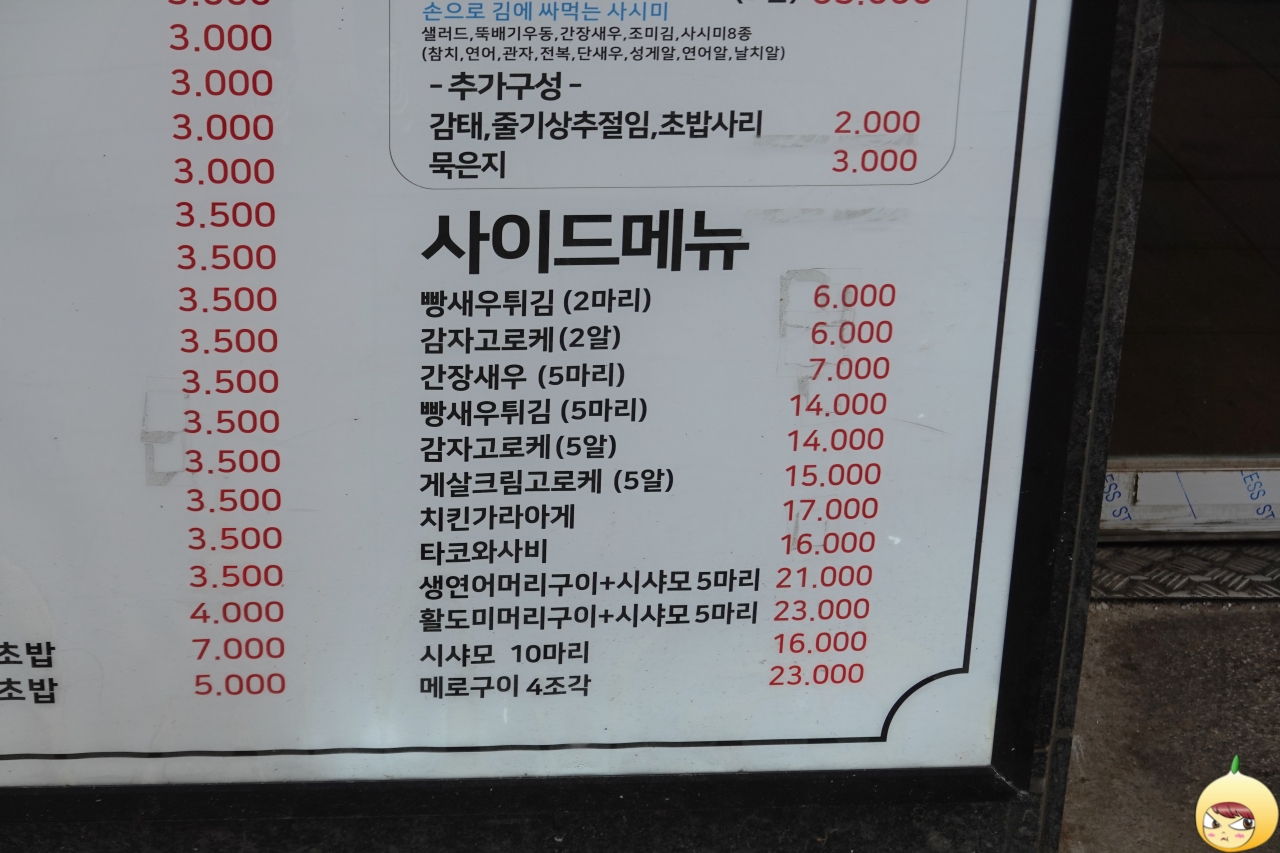 3.000
3.000
3.000
3.000
3.500
3.500
3.500
3.500
3.500
3.500
3.500
3.500
3.500
3.500
4.000
초밥 7.000
초밥 5.000
손으로 김에 싸먹는 사시미
샐러드,뚝배기우동,간장새우,조미김,사시미8종
(참치,연어,관자,전복,단새우,성게알,연어알,날치알)
-추가구성-
감태,줄기상추절임,초밥사리 2.000
묵은지 3.000
사이드메뉴
빵새우튀김 (2마리) 6.000
감자고로케(2알) 6.000
간장새우 (5마리) 7.000
빵새우튀김 (5마리) 14.000
감자고로케(5알) 14.000
게살크림고로케 (5알) 15.000
치킨가라아게 17.000
타코와사비 16.000
생연어머리구이+시샤모5마리 21.000
활도미머리구이+시샤모5마리 23.000
시샤모 10마리 16.000
메로구이 4조각 23.000
ESS ST
ESS ST